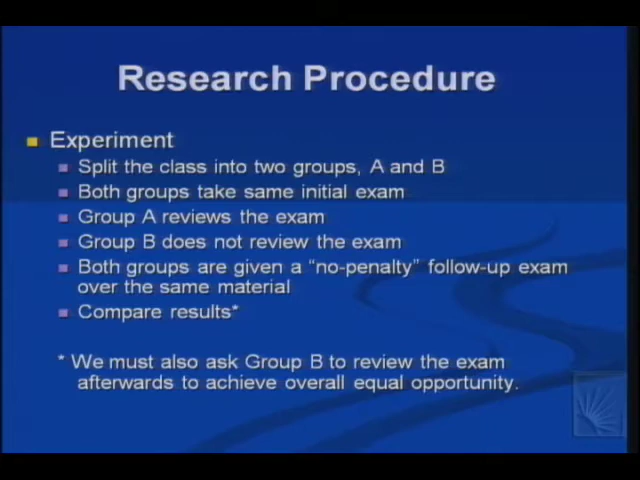 Research Procedure
Experiment
Split the class into two groups, A and B
Both groups take same initial exam
Group A reviews the exam
Group B does not review the exam
Both groups are given a “no-penalty” follow-up exam
over the same material
Compare results*
* We must also ask Group B to review the exam
afterwards to achieve overall equal opportunity.